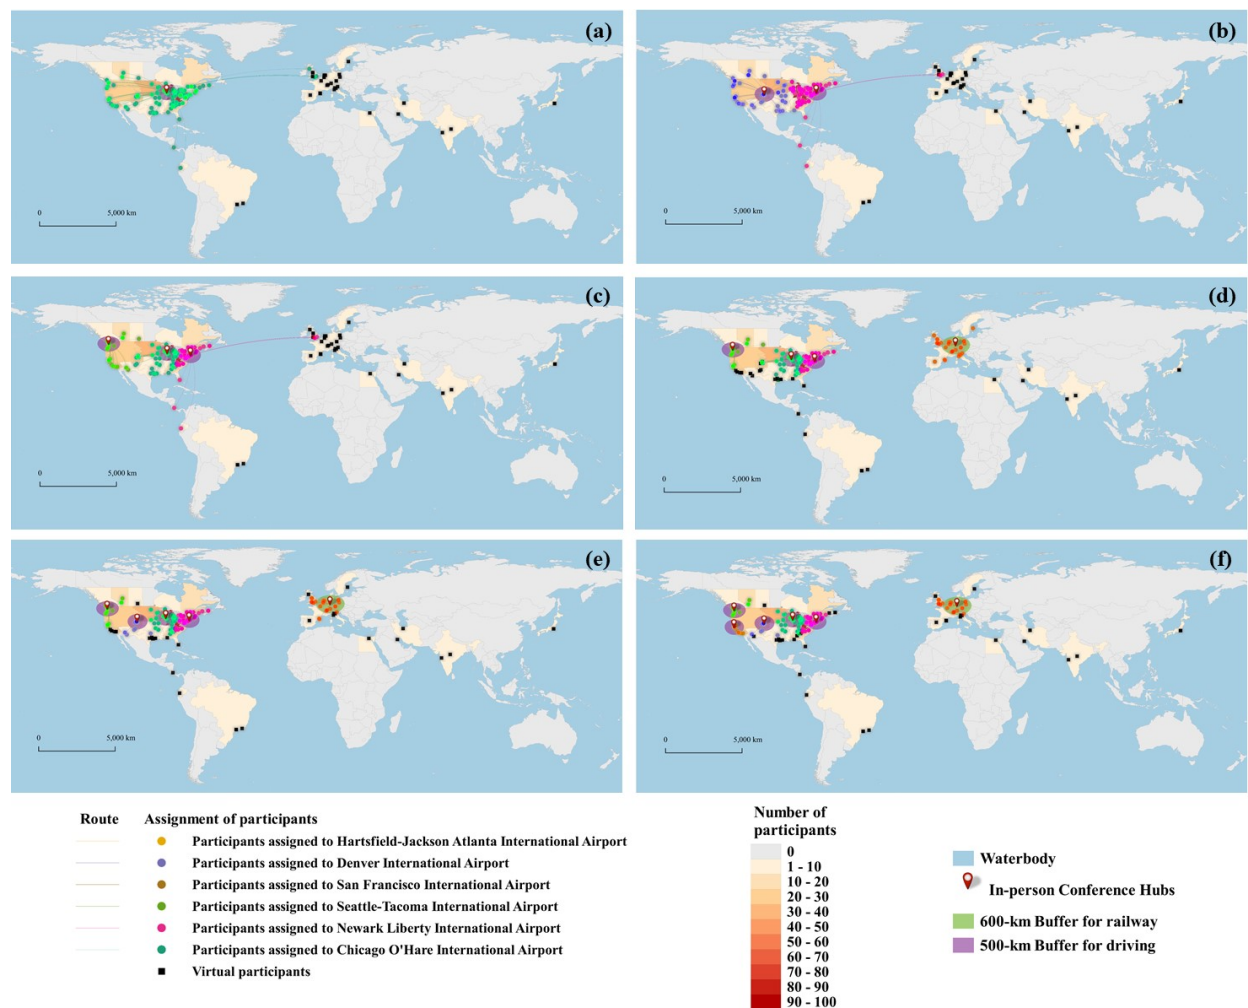 (a)
(b)
0 5,000 km
0 5,000 km
(c)
(d)
0 5,000 km
0 5,000 km
(e)
(f)
0 5,000 km
0 5,000 km
Route Assignment of participants
Participants assigned to Hartsfield-Jackson Atlanta International Airport
Participants assigned to Denver International Airport
Participants assigned to San Francisco International Airport
Participants assigned to Seattle-Tacoma International Airport
Participants assigned to Newark Liberty International Airport
Participants assigned to Chicago O'Hare International Airport
Virtual participants
Number of
participants
0
1 - 10
10 - 20
20 - 30
30 - 40
40 - 50
50 - 60
60 - 70
70 - 80
80 - 90
90 - 100
Waterbody
In-person Conference Hubs
600-km Buffer for railway
500-km Buffer for driving